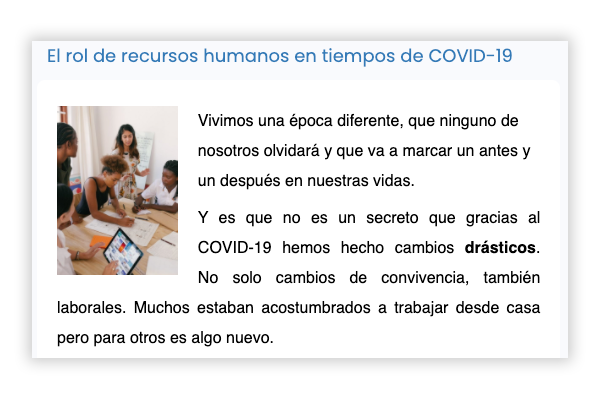 El rol de recursos humanos en tiempos de COVID-19
Vivimos una época diferente, que ninguno de
nosotros olvidará y que va a marcar un antes y
un después en nuestras vidas.
Y es que no es un secreto que gracias al
COVID-19 hemos hecho cambios drásticos.
No solo cambios de convivencia, también
laborales. Muchos estaban acostumbrados a trabajar desde casa
pero para otros es algo nuevo.